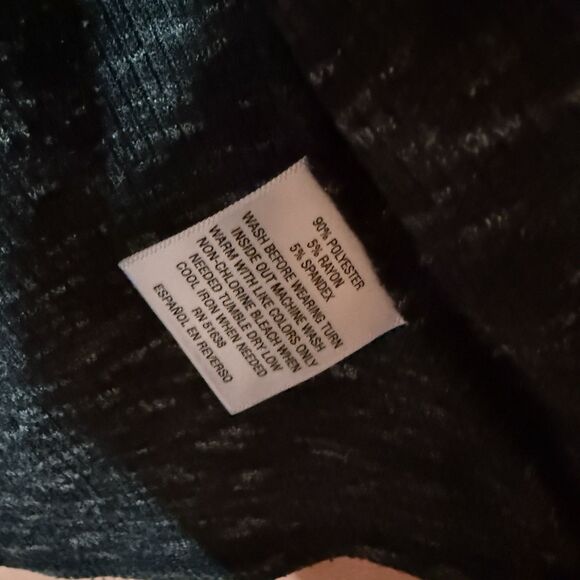 90% POLYESTER
5% RAYON
5% SPANDEX
WASH BEFORE WEARING TURN
INSIDE OUT MACHINE WASH
WARM WITH LIKE COLORS ONLY
NON-CHLORINE BLEACH WHEN
NEEDED TUMBLE DRY LOW
COOL IRON WHEN NEEDED
RN 51638
ESPAÑOL EN REVERSO